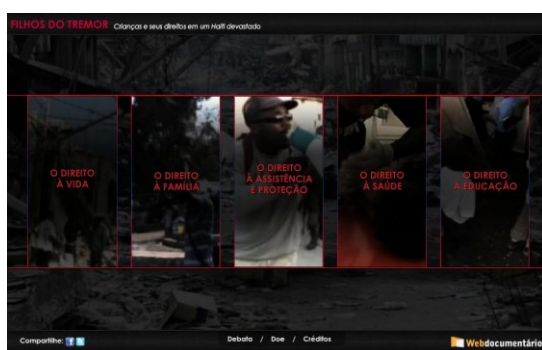 FILHOS DO TREMOR Crianças e seus direitos em um Haiti devastado
O DIREITO
À VIDA
O DIREITO
À FAMÍLIA
O DIREITO
À ASSISTÊNCIA
E PROTEÇÃO
O DIREITO
À SAÚDE
O DIREITO
À EDUCAÇÃO
Compartilhe:
Debato / Doe / Créditos
Webdocumentário